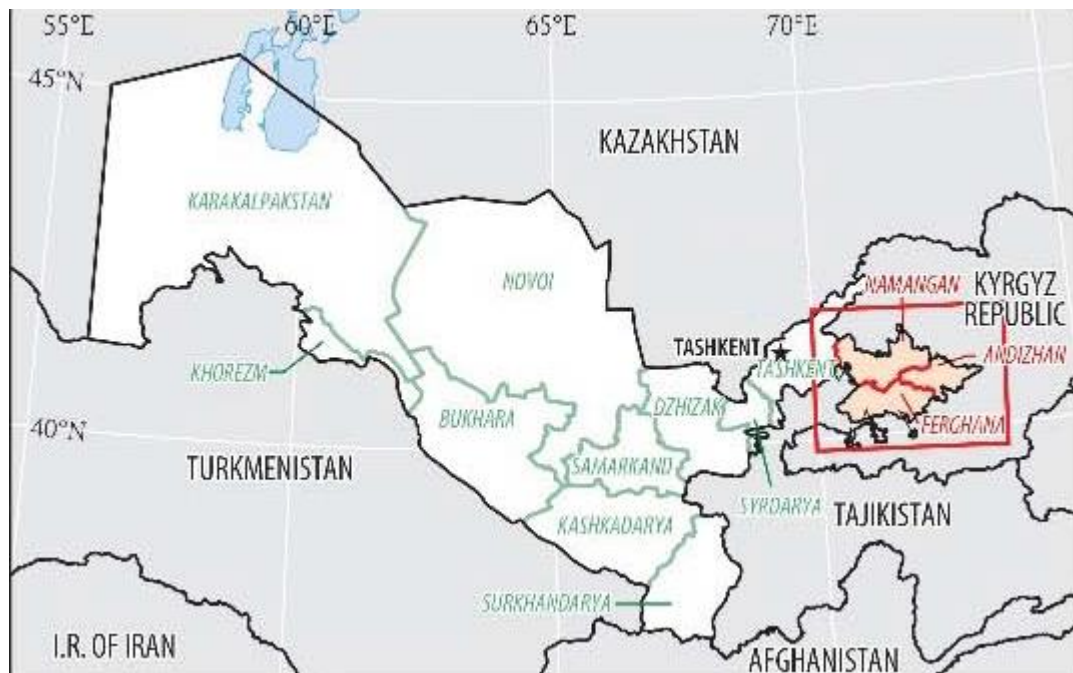 55°E 60°E 65°E 70°E
45°N
KAZAKHSTAN
KARAKALPAKSTAN
NOVOI
NAMANGAN
KYRGYZ
REPUBLIC
TASHKENT
ANDIZHAN
TASHKENT
KHOREZM
BUKHARA
DZHIZAK
FERGHANA
40°N
TURKMENISTAN
SAMARKAND
SYRDARYA
TAJIKISTAN
KASHKADARYA
SURKHANDARYA
I.R. OF IRAN
AFGHANISTAN